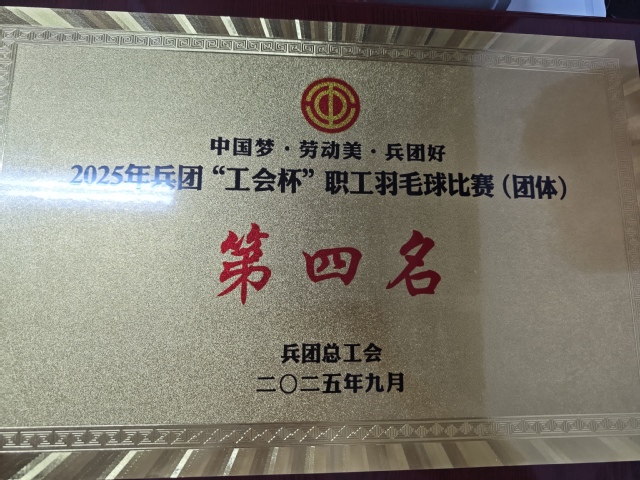 中国梦·劳动美·兵团好
2025年兵团“工会杯”职工羽毛球比赛（团体）
第四名
兵团总工会
二〇二五年九月